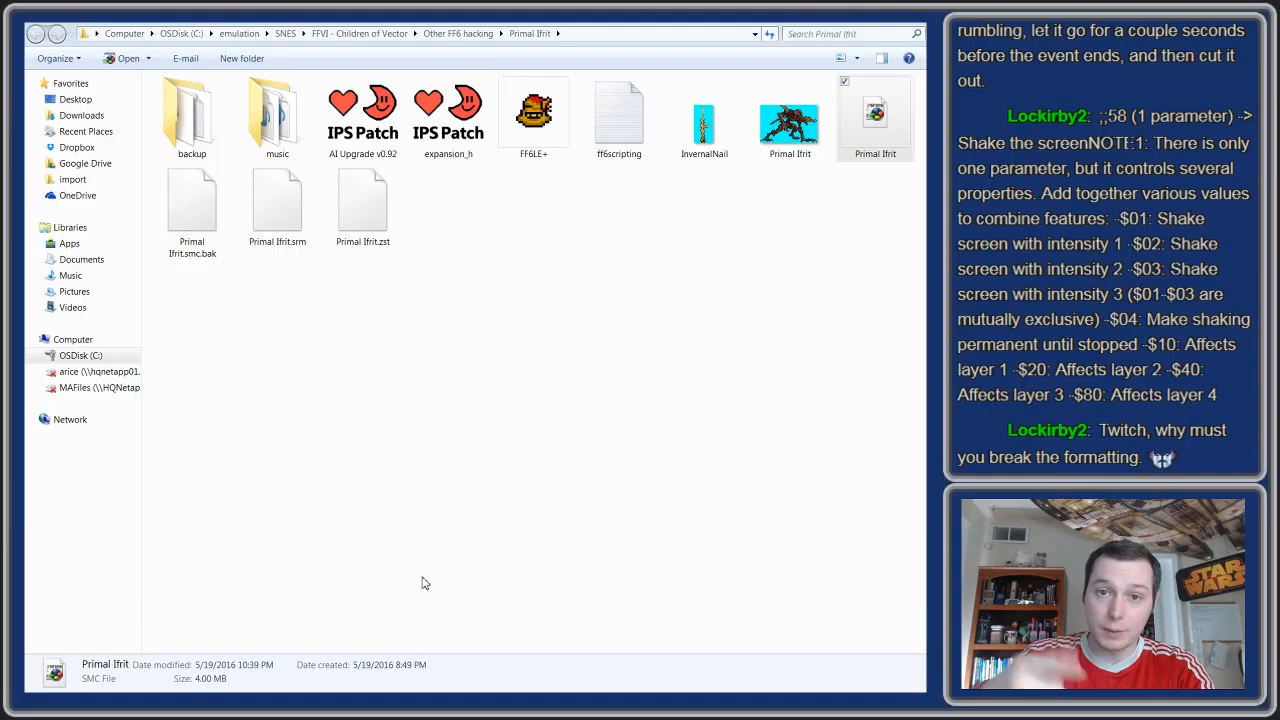 Computer
OSDisk (C:)
emulation
SNES
FFVI - Children of Vector
Other FF6 hacking
Primal Ifrit
Search Primal Ifrit
Organize
Open
E-mail
New folder
Favorites
Desktop
Downloads
Recent Places
Dropbox
Google Drive
import
OneDrive
Libraries
Apps
Documents
Music
Pictures
Videos
Computer
OSDisk (C:)
arice (\\hqnetapp01.
MAFiles (\\HQNetap
Network
backup
music
IPS Patch
AI Upgrade v0.92
IPS Patch
expansion_h
FF6LE+
ff6scripting
InvernalNail
Primal Ifrit
Primal Ifrit
Primal
Ifrit.smc.bak
Primal Ifrit.srm
Primal Ifrit.zst
Primal Ifrit
SMC File
Date modified: 5/19/2016 10:39 PM
Size: 4.00 MB
Date created: 5/19/2016 8:49 PM
rumbling, let it go for a couple seconds
before the event ends, and then cut it
out.
Lockirby2: ;;58 (1 parameter) ->
Shake the screenNOTE:1: There is only
one parameter, but it controls several
properties. Add together various values
to combine features: -$01: Shake
screen with intensity 1 -$02: Shake
screen with intensity 2 -$03: Shake
screen with intensity 3 ($01-$03 are
mutually exclusive) -$04: Make shaking
permanent until stopped -$10: Affects
layer 1 -$20: Affects layer 2 -$40:
Affects layer 3 -$80: Affects layer 4
Lockirby2: Twitch, why must
you break the formatting.
STAR
WARS